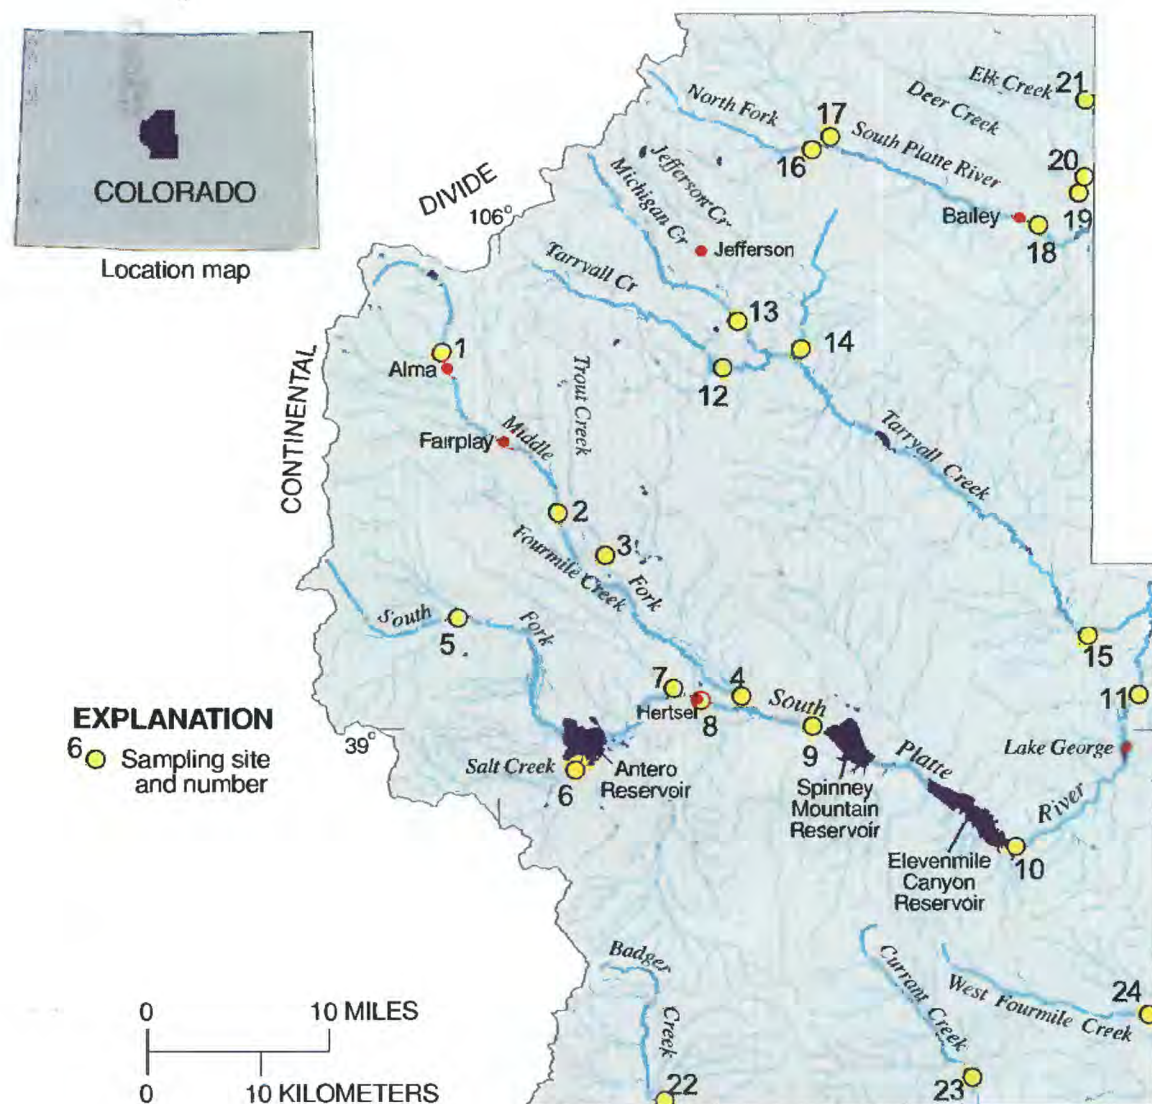 COLORADO
Location map
DIVIDE
106°
CONTINENTAL
39°
North Fork
South Platte River
Elk Creek
Deer Creek
21
20
19
18
17
16
Bailey
Jefferson Cr
Michigan Cr
Jefferson
Tarryall Cr
13
14
12
1
Alma
Fairplay
Middle
Trout Creek
Tarryall Creek
2
3
Fourmile Creek
Fork
South
Fork
5
15
7
4
Hertsel
8
South
9
11
Lake George
Platte
River
Salt Creek
6
Antero
Reservoir
Spinney
Mountain
Reservoir
Elevenmile
Canyon
Reservoir
10
EXPLANATION
6 Sampling site
and number
Badger
Creek
22
Currant Creek
23
West Fourmile Creek
24
0 10 MILES
0 10 KILOMETERS